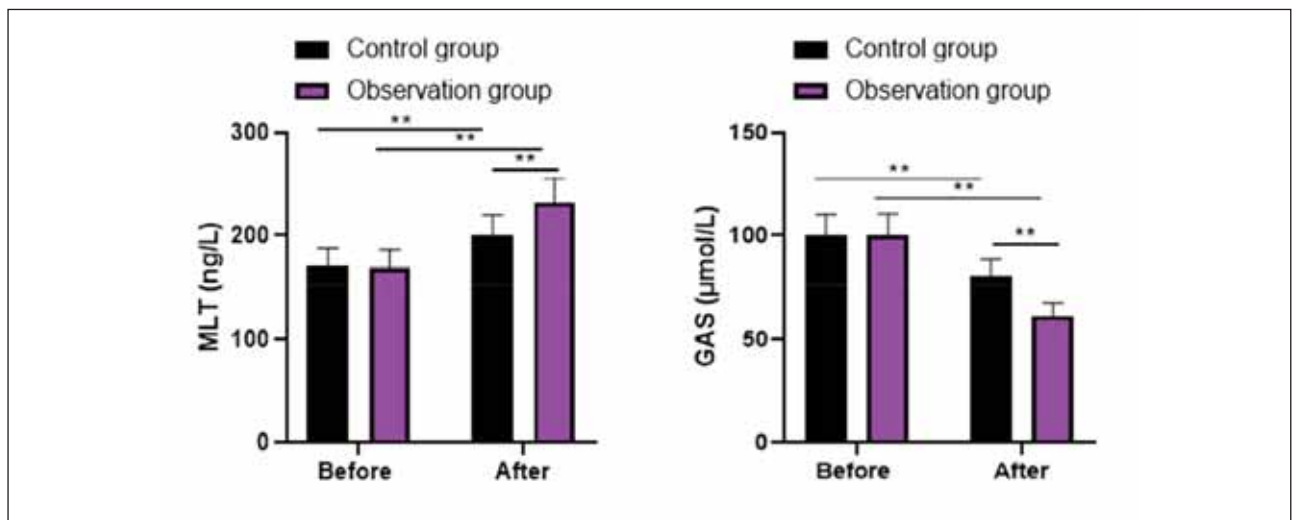 Control group
Observation group
**
**
**
300
200
100
0
MLT (ng/L)
Before
After
Control group
Observation group
**
**
**
150
100
50
0
GAS (μmol/L)
Before
After